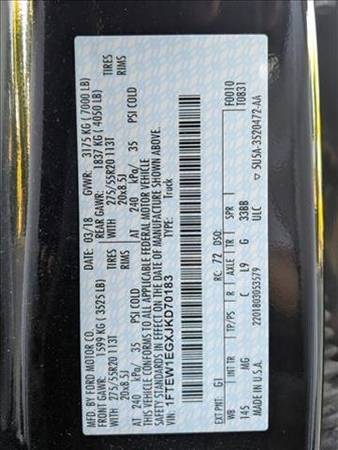 MFD. BY FORD MOTOR CO.
DATE: 03/18 GVWR: 3175 KG (7000 LB)
FRONT GAWR: 1599 KG (3525 LB) REAR GAWR: 1837 KG (4050 LB)
WITH 275/55R20 113T TIRES WITH 275/55R20 113T TIRES
20x8.5J RIMS 20x8.5J RIMS
AT 240 kPa/ 35 PSI COLD AT 240 kPa/ 35 PSI COLD
THIS VEHICLE CONFORMS TO ALL APPLICABLE FEDERAL MOTOR VEHICLE
SAFETY STANDARDS IN EFFECT ON THE DATE OF MANUFACTURE SHOWN ABOVE.
VIN: 1FTEW1EGXJKD70183 TYPE: Truck
F0010
T0831
EXT PNT: G1 RC: 72 DSO:
WB INT TR TP/PS R AXLE TR SPR
145 MG C L9 G 33BB
ULC
MADE IN U.S.A. 2201803053579 5U5A-3520472-AA